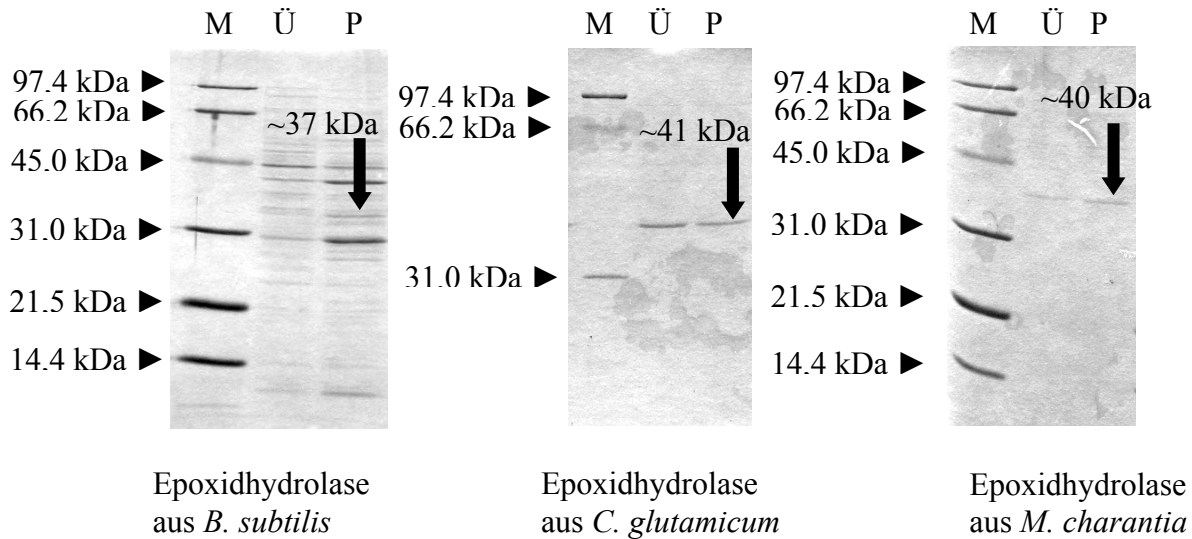 M Ü P
97.4 kDa
66.2 kDa
45.0 kDa
31.0 kDa
21.5 kDa
14.4 kDa
~37 kDa
Epoxidhydrolase
aus B. subtilis
M Ü P
97.4 kDa
66.2 kDa
31.0 kDa
~41 kDa
Epoxidhydrolase
aus C. glutamicum
M Ü P
97.4 kDa
66.2 kDa
45.0 kDa
31.0 kDa
21.5 kDa
14.4 kDa
~40 kDa
Epoxidhydrolase
aus M. charantia